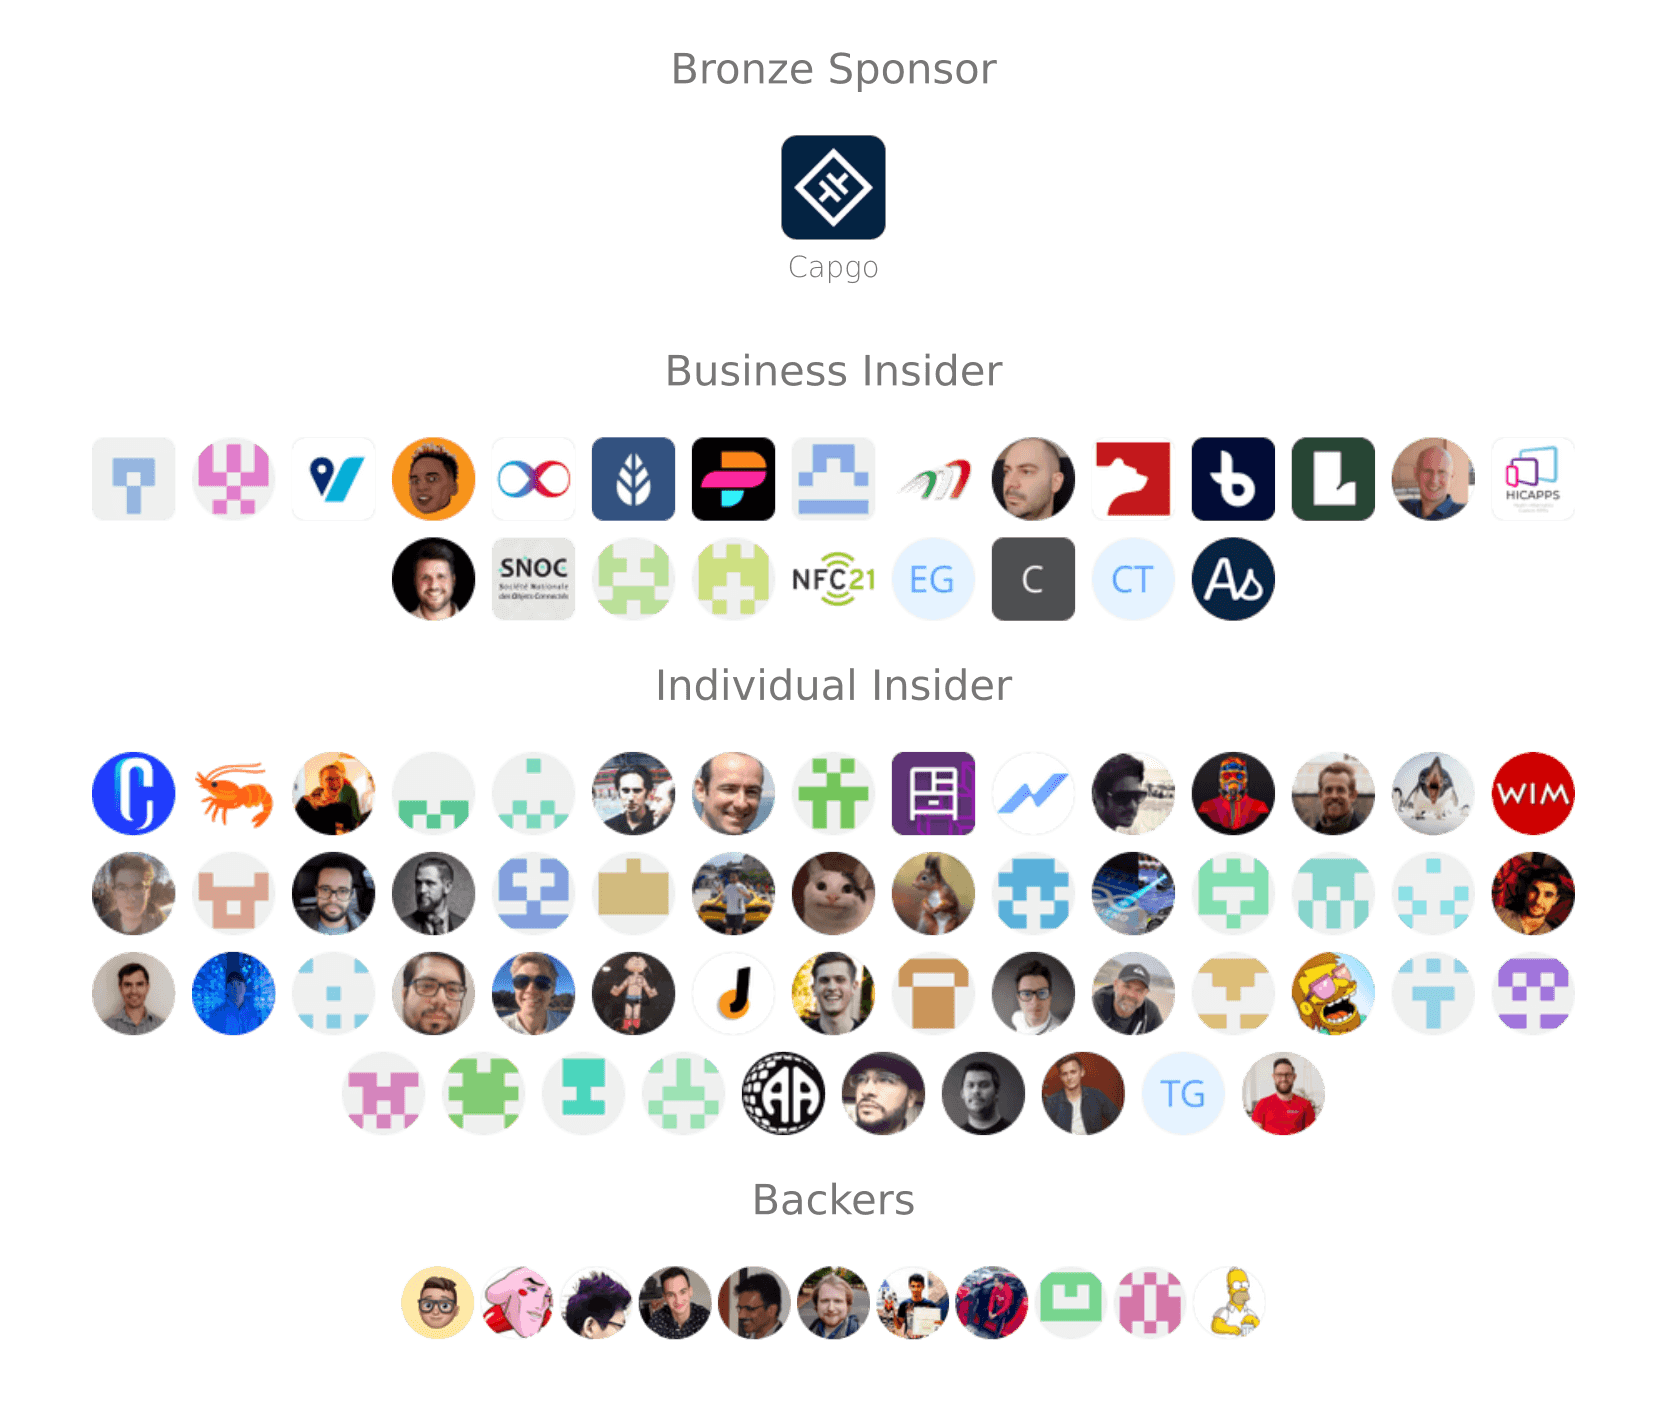 Bronze Sponsor
Capgo
Business Insider
HICAPPS
SNOC
Société Nationale
des Objets Connectés
NFC21
EG
C
CT
As
Individual Insider
WIM
AA
TG
Backers